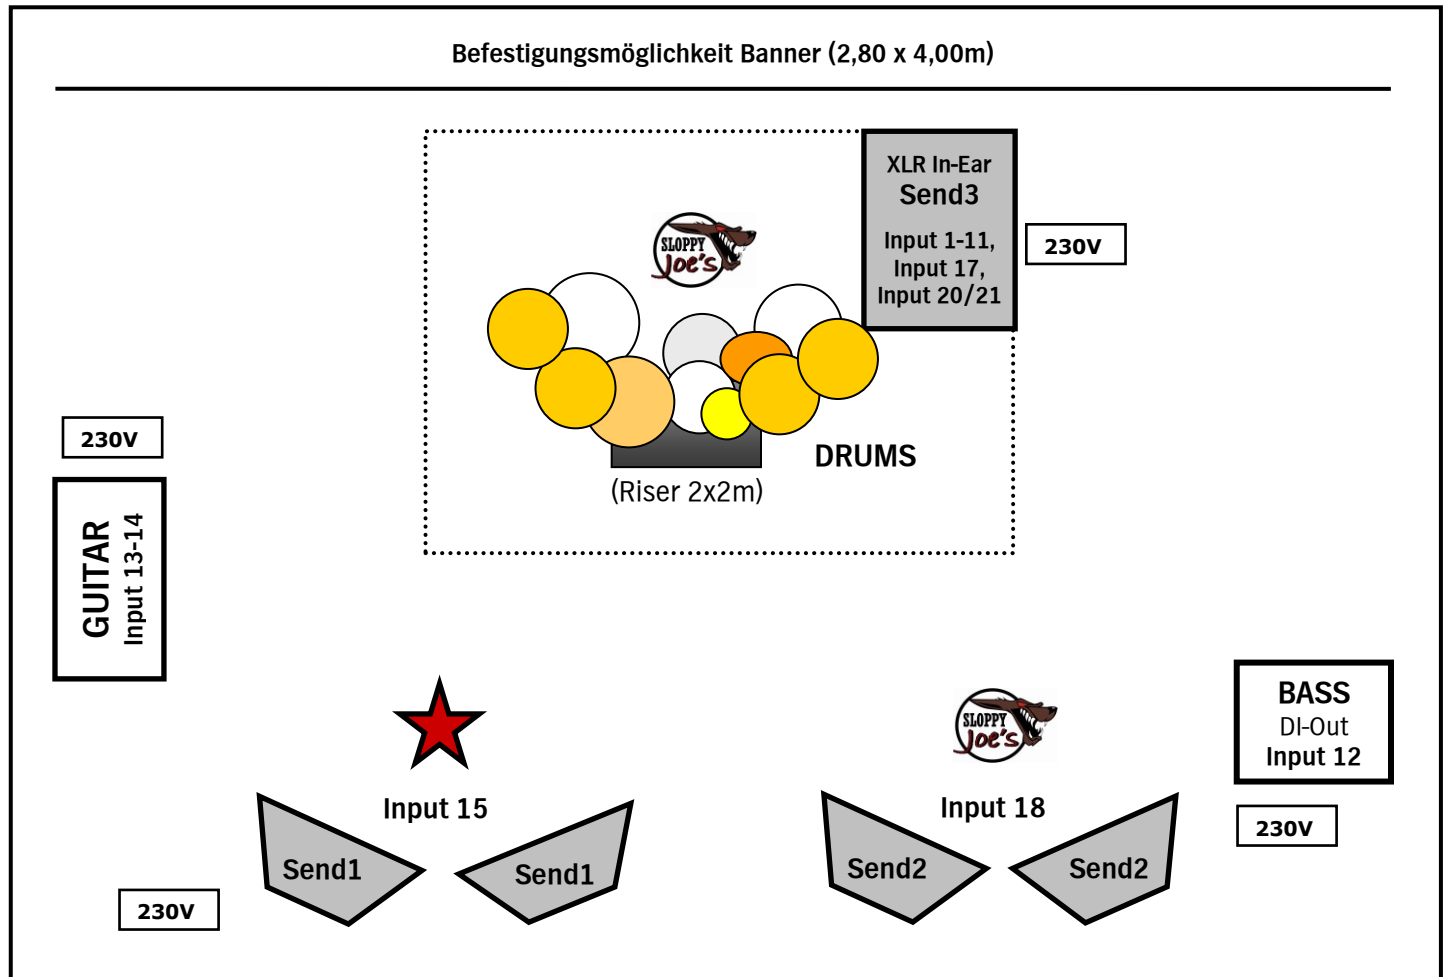 Befestigungsmöglichkeit Banner (2,80 x 4,00m)
XLR In-Ear
Send3
Input 1-11,
Input 17,
Input 20/21
230V
SLOPPY
Joe's
DRUMS
(Riser 2x2m)
230V
GUITAR
Input 13-14
SLOPPY
Joe's
BASS
DI-Out
Input 12
Input 15
Input 18
230V
Send1
Send1
Send2
Send2
230V